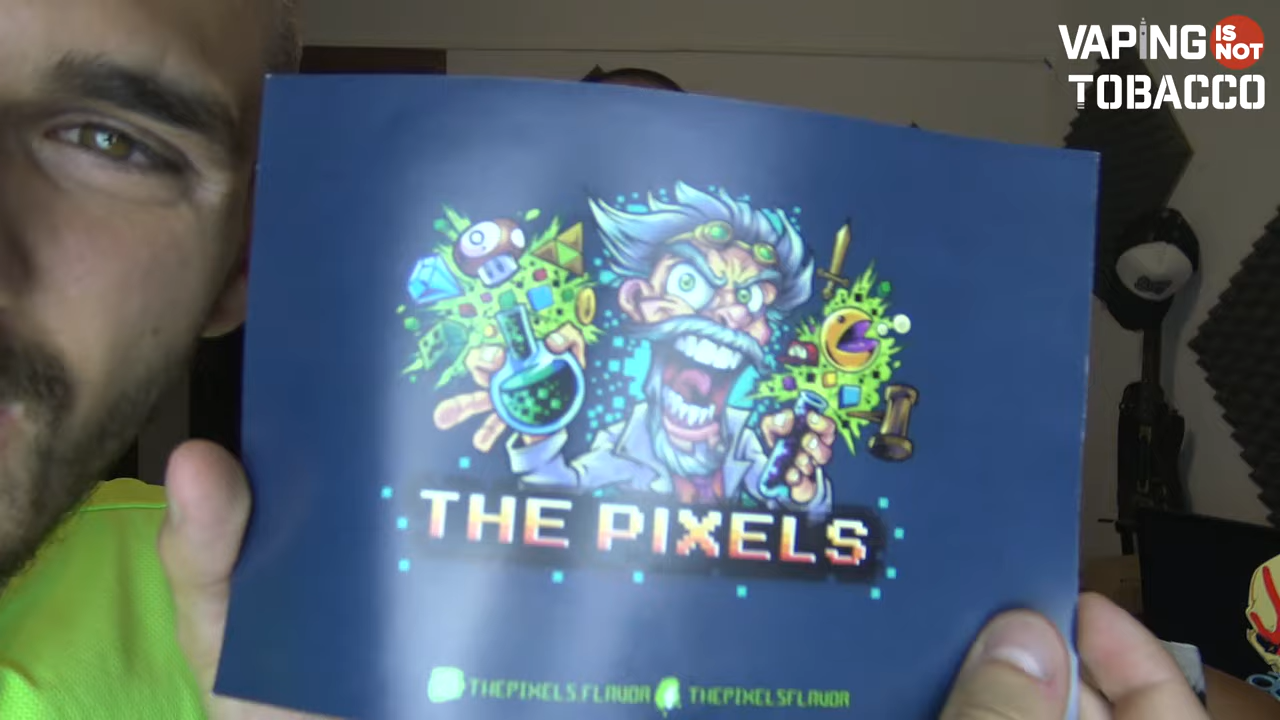 VAPING IS NOT
TOBACCO
THE PIXELS
THEPIXELS.FLAVOR THEPIXELSFLAVOR